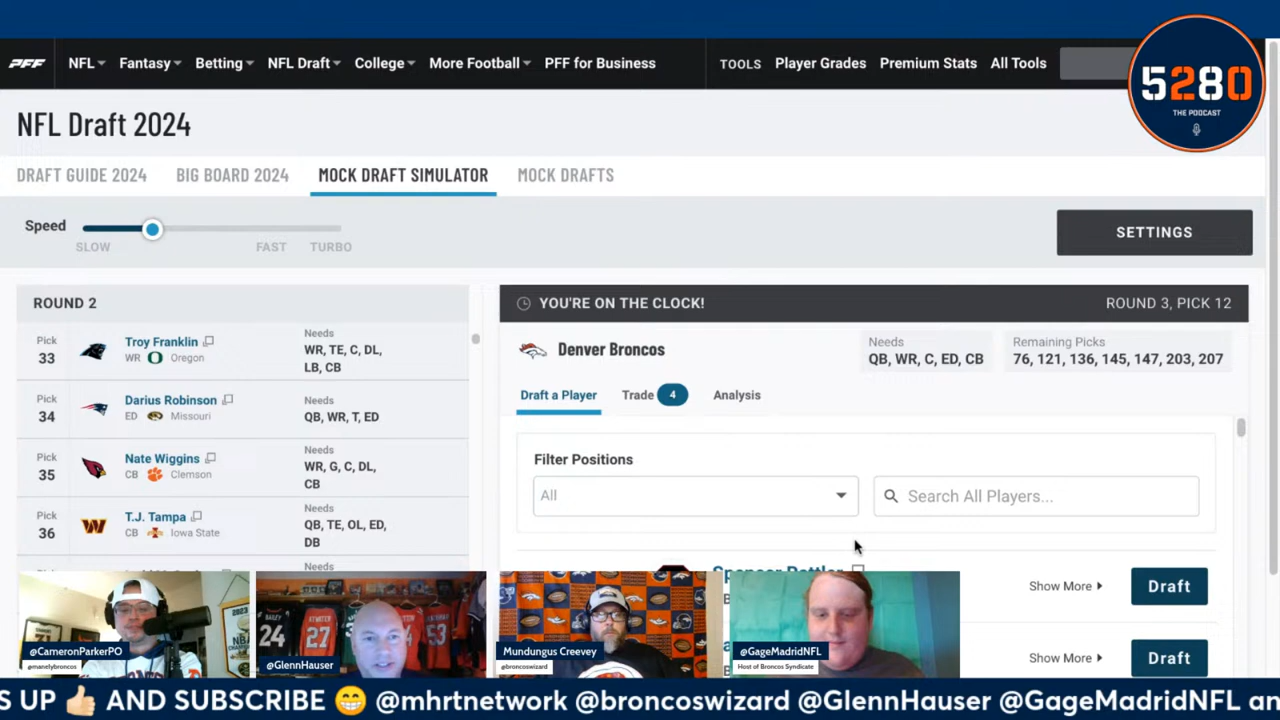 PFF NFL Fantasy Betting NFL Draft College More Football PFF for Business TOOLS Player Grades Premium Stats All Tools
5280
THE PODCAST
NFL Draft 2024
DRAFT GUIDE 2024 BIG BOARD 2024 MOCK DRAFT SIMULATOR MOCK DRAFTS
Speed
SLOW FAST TURBO
SETTINGS
ROUND 2
Pick 33 Troy Franklin
WR Oregon
Needs
WR, TE, C, DL,
LB, CB
Pick 34 Darius Robinson
ED Missouri
Needs
QB, WR, T, ED
Pick 35 Nate Wiggins
CB Clemson
Needs
WR, G, C, DL,
CB
Pick 36 T.J. Tampa
CB Iowa State
Needs
QB, TE, OL, ED,
DB
Needs
YOU'RE ON THE CLOCK! ROUND 3, PICK 12
Denver Broncos
Needs
QB, WR, C, ED, CB
Remaining Picks
76, 121, 136, 145, 147, 203, 207
Draft a Player Trade 4 Analysis
Filter Positions
All
Search All Players...
Spencer Rattler
Show More Draft
Show More Draft
@CameronParkerPO
@manelybroncos
24
27
53
@GlennHauser
Mundungus Creevey
@broncoswizard
@GageMadridNFL
Host of Broncos Syndicate
S UP 👍 AND SUBSCRIBE 😁 @mhrtnetwork @broncoswizard @GlennHauser @GageMadridNFL an